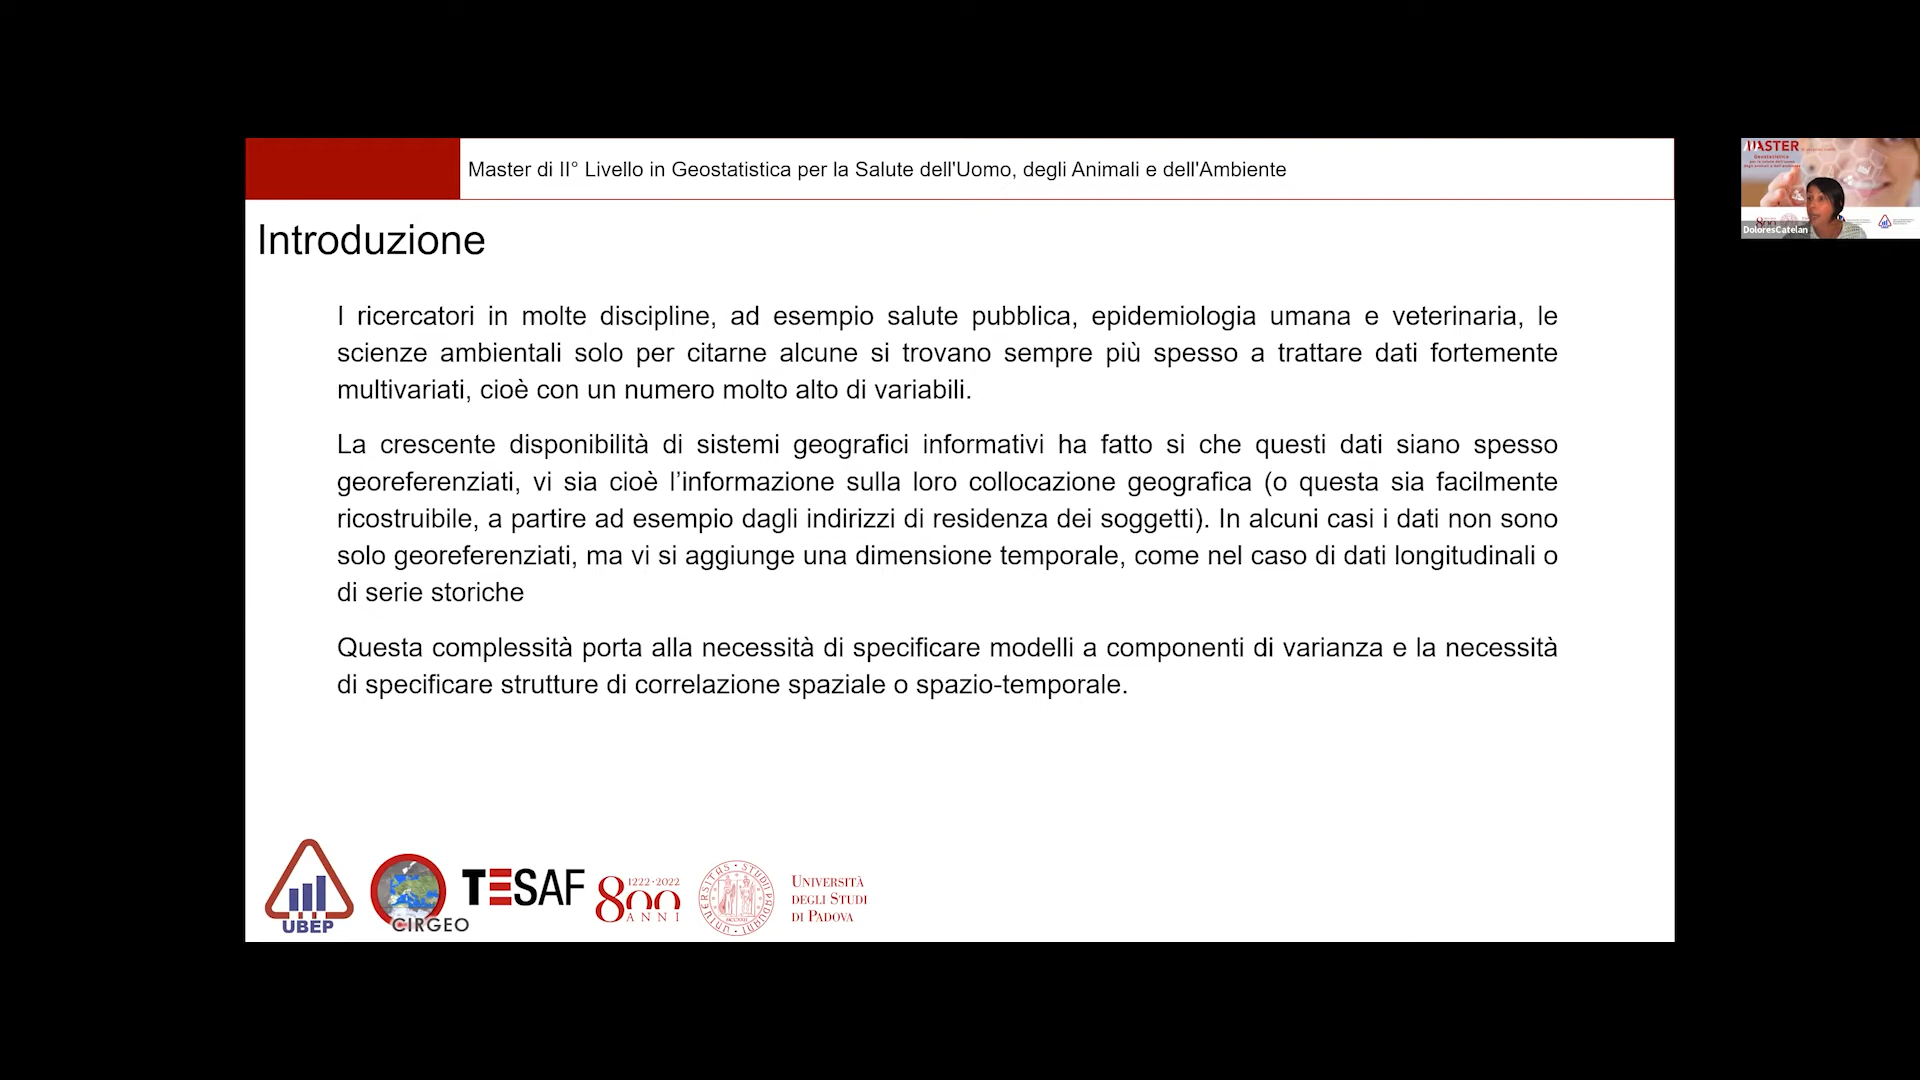 Master di II° Livello in Geostatistica per la Salute dell'Uomo, degli Animali e dell'Ambiente
MASTER
Geostatistica
DoloresCatelan
Introduzione
I ricercatori in molte discipline, ad esempio salute pubblica, epidemiologia umana e veterinaria, le
scienze ambientali solo per citarne alcune si trovano sempre più spesso a trattare dati fortemente
multivariati, cioè con un numero molto alto di variabili.
La crescente disponibilità di sistemi geografici informativi ha fatto si che questi dati siano spesso
georeferenziati, vi sia cioè l’informazione sulla loro collocazione geografica (o questa sia facilmente
ricostruibile, a partire ad esempio dagli indirizzi di residenza dei soggetti). In alcuni casi i dati non sono
solo georeferenziati, ma vi si aggiunge una dimensione temporale, come nel caso di dati longitudinali o
di serie storiche
Questa complessità porta alla necessità di specificare modelli a componenti di varianza e la necessità
di specificare strutture di correlazione spaziale o spazio-temporale.
UBEP
CIRGEO
TESAF
1222·2022
800
ANNI
UNIVERSITÀ
DEGLI STUDI
DI PADOVA